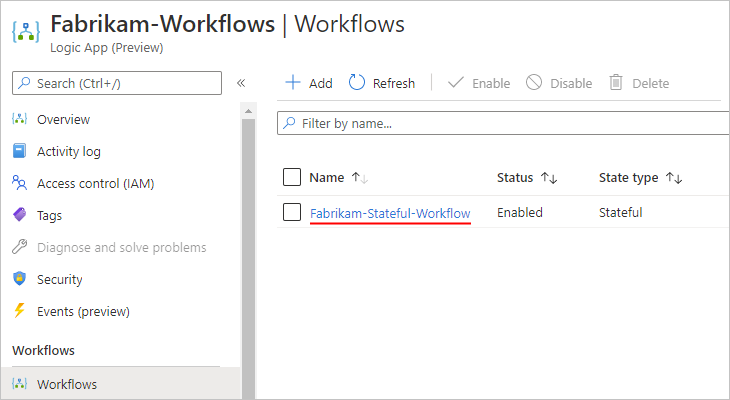 Fabrikam-Workflows | Workflows
Logic App (Preview)
Search (Ctrl+/)
«
Overview
Activity log
Access control (IAM)
Tags
Diagnose and solve problems
Security
Events (preview)
Workflows
Workflows
Add Refresh Enable Disable Delete
Filter by name...
Name Status State type
Fabrikam-Stateful-Workflow Enabled Stateful